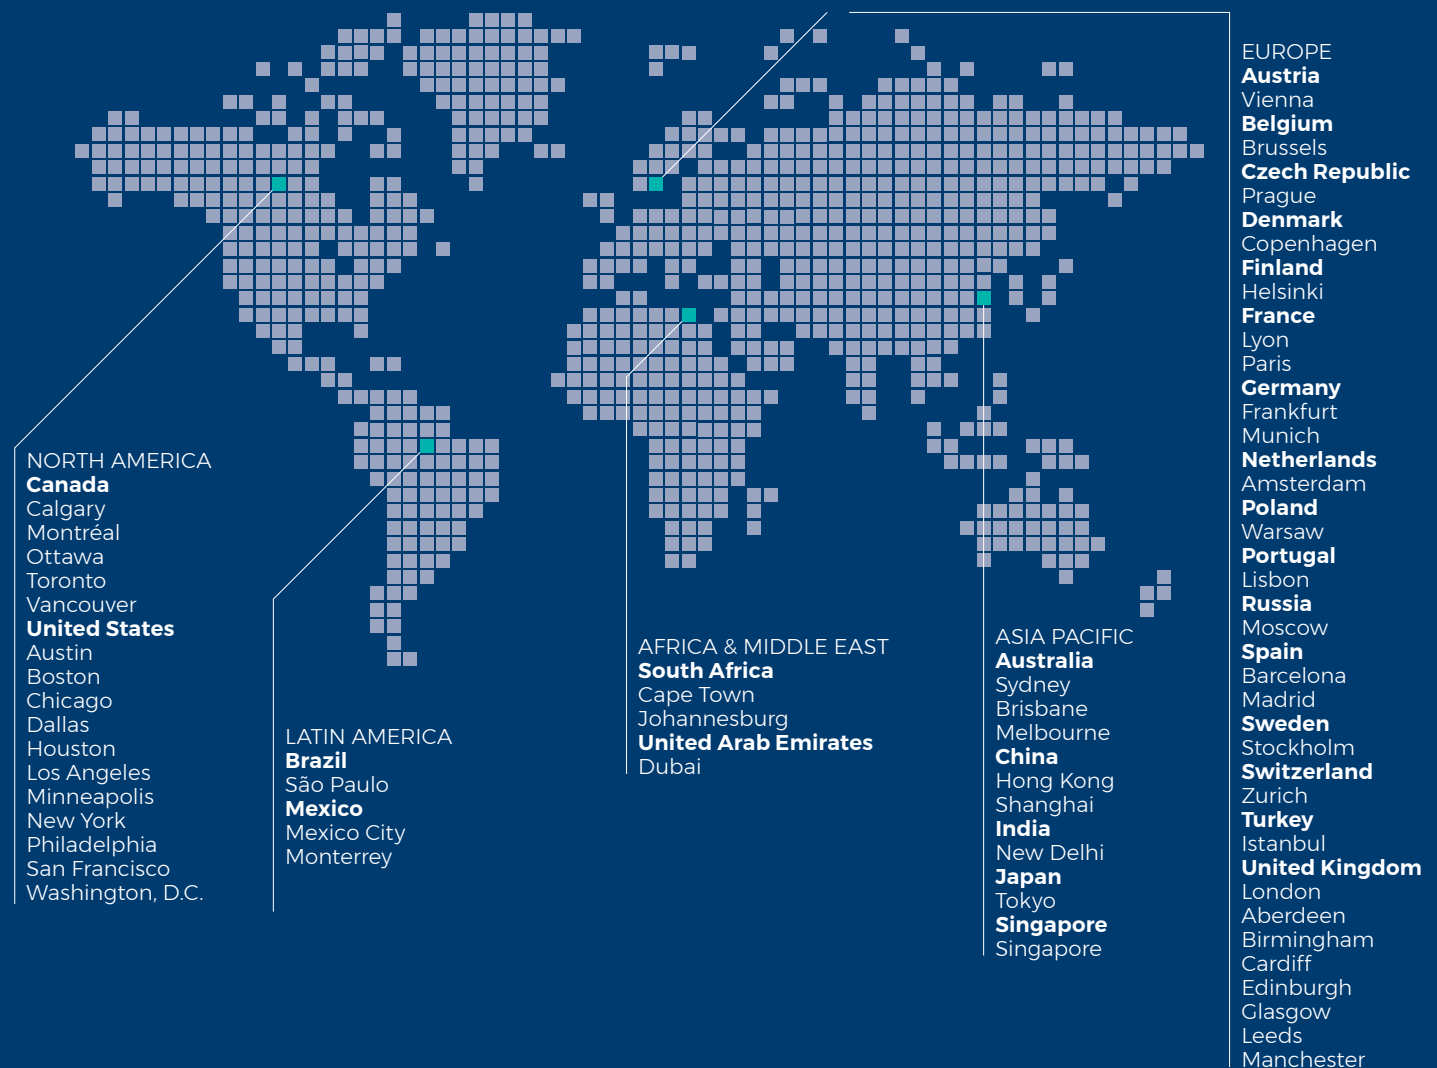 NORTH AMERICA
Canada
Calgary
Montréal
Ottawa
Toronto
Vancouver
United States
Austin
Boston
Chicago
Dallas
Houston
Los Angeles
Minneapolis
New York
Philadelphia
San Francisco
Washington, D.C.
LATIN AMERICA
Brazil
São Paulo
Mexico
Mexico City
Monterrey
AFRICA & MIDDLE EAST
South Africa
Cape Town
Johannesburg
United Arab Emirates
Dubai
ASIA PACIFIC
Australia
Sydney
Brisbane
Melbourne
China
Hong Kong
Shanghai
India
New Delhi
Japan
Tokyo
Singapore
Singapore
EUROPE
Austria
Vienna
Belgium
Brussels
Czech Republic
Prague
Denmark
Copenhagen
Finland
Helsinki
France
Lyon
Paris
Germany
Frankfurt
Munich
Netherlands
Amsterdam
Poland
Warsaw
Portugal
Lisbon
Russia
Moscow
Spain
Barcelona
Madrid
Sweden
Stockholm
Switzerland
Zurich
Turkey
Istanbul
United Kingdom
London
Aberdeen
Birmingham
Cardiff
Edinburgh
Glasgow
Leeds
Manchester